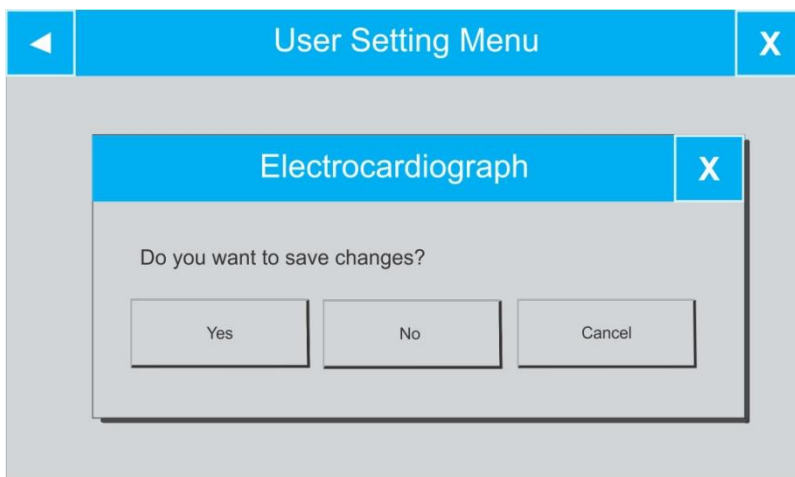 ◄ User Setting Menu X
Electrocardiograph X
Do you want to save changes?
Yes No Cancel